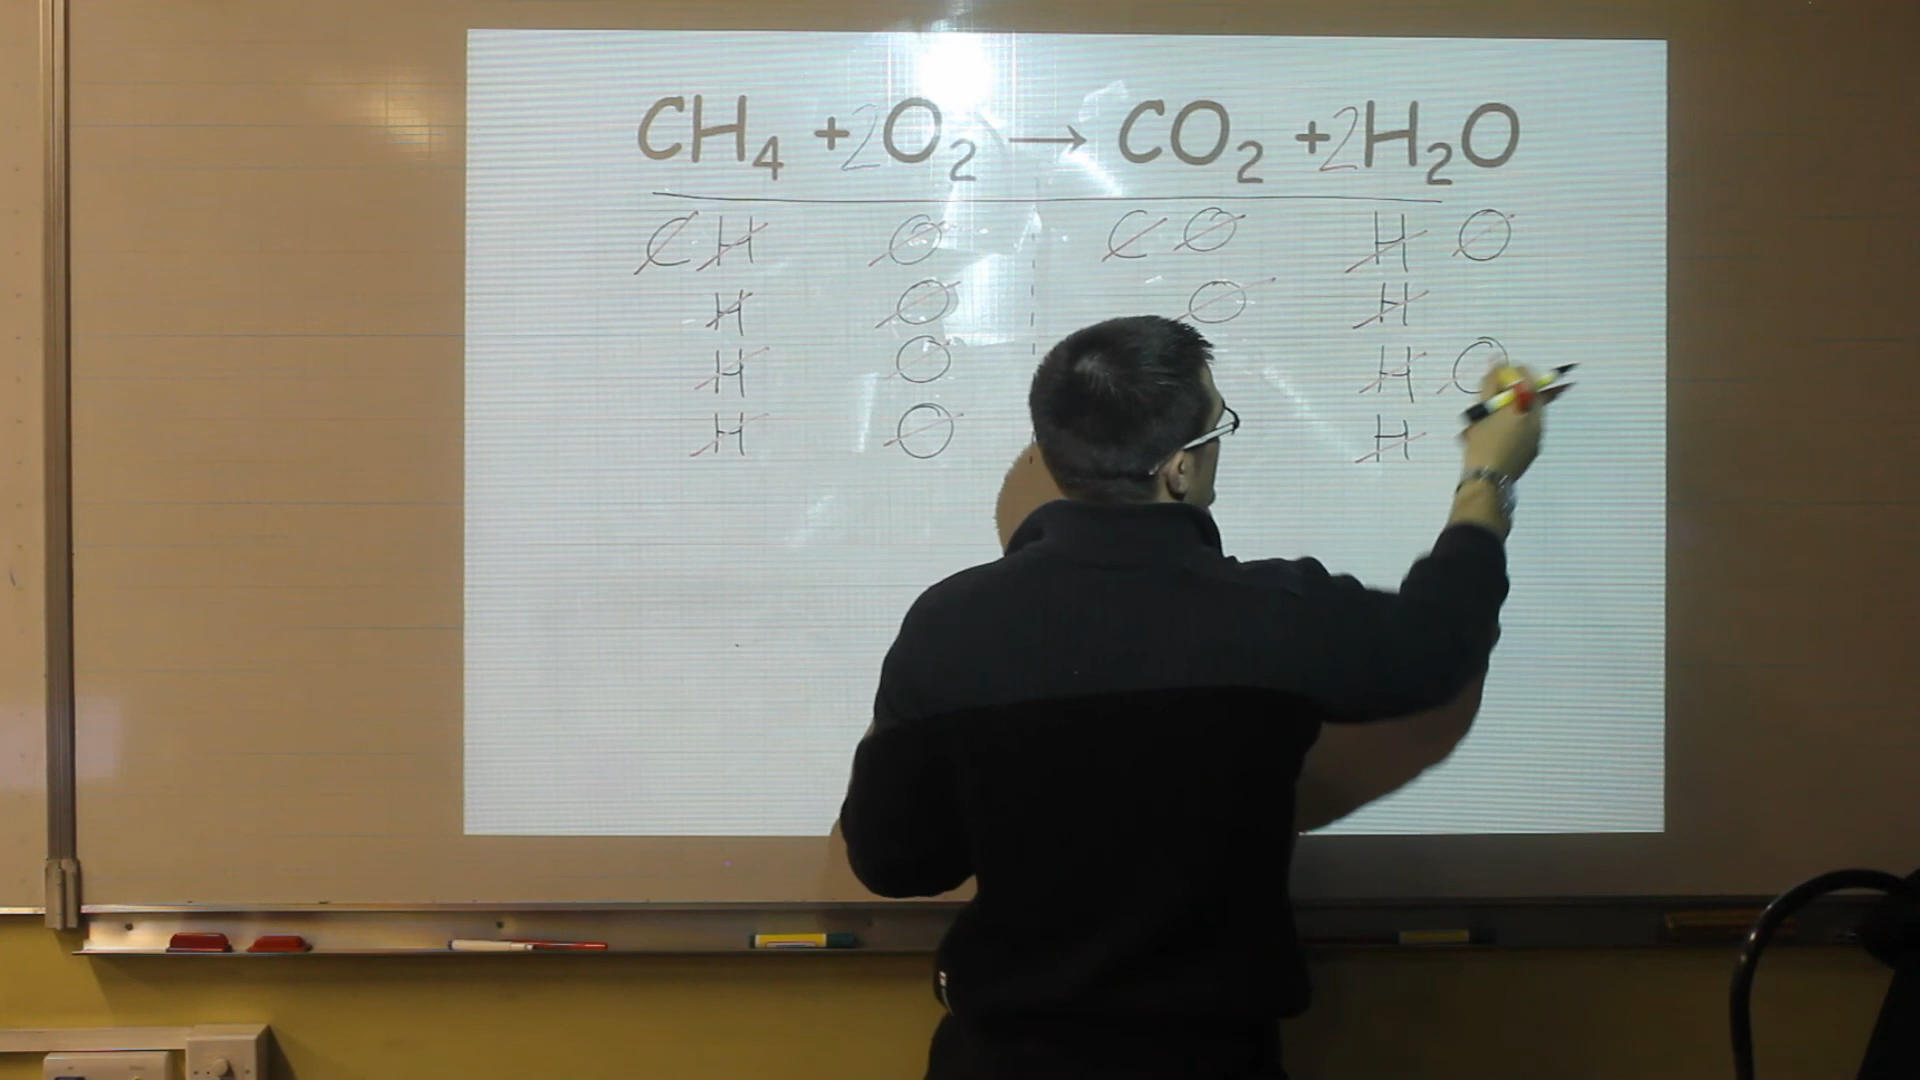 CH₄ + 2O₂ → CO₂ + 2H₂O
C H O C O H O
H O O H
H O H O
H O H